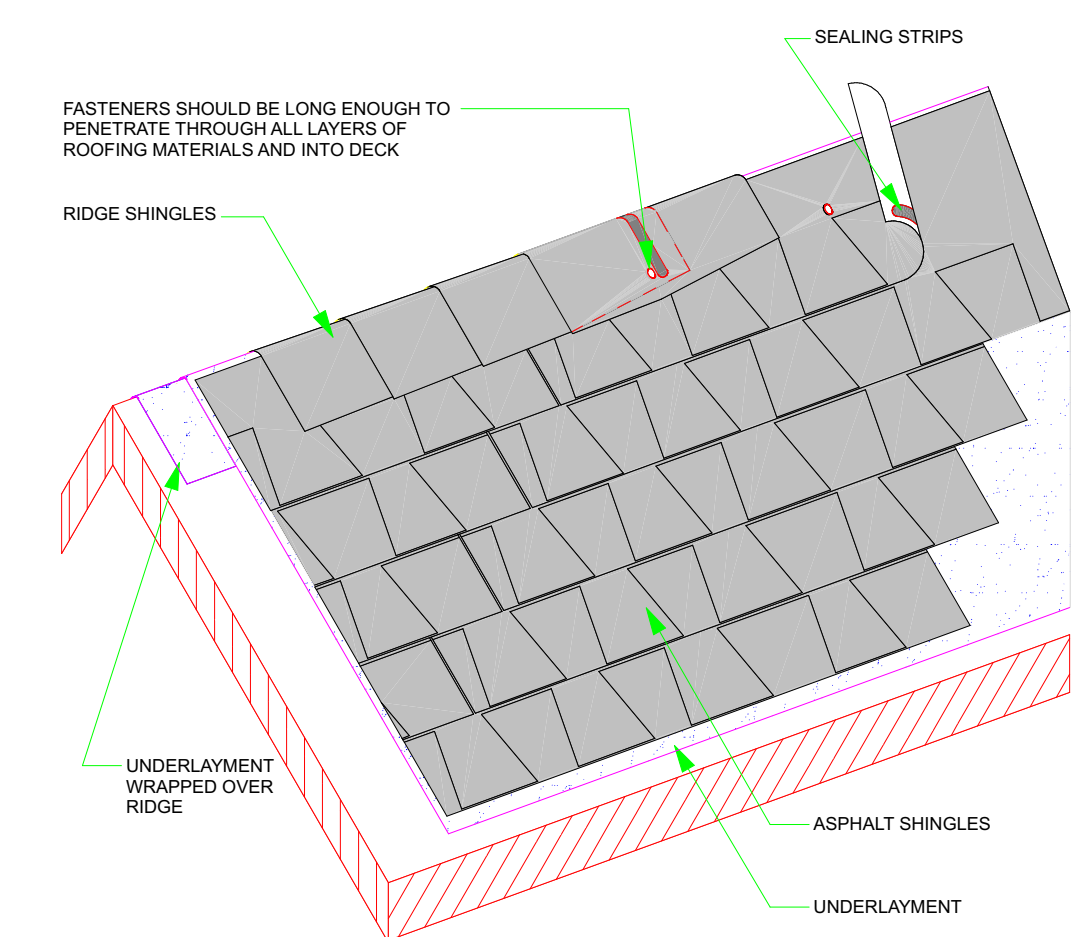 SEALING STRIPS
FASTENERS SHOULD BE LONG ENOUGH TO
PENETRATE THROUGH ALL LAYERS OF
ROOFING MATERIALS AND INTO DECK
RIDGE SHINGLES
UNDERLAYMENT
WRAPPED OVER
RIDGE
ASPHALT SHINGLES
UNDERLAYMENT